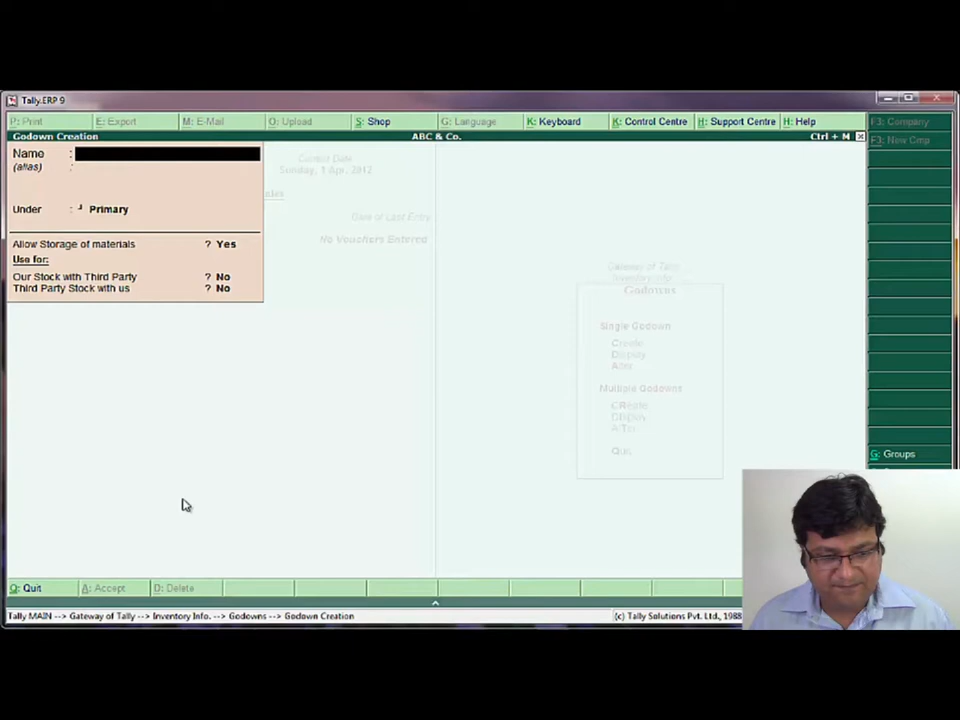 Tally.ERP 9
P: Print E: Export M: E-Mail O: Upload S: Shop G: Language K: Keyboard K: Control Centre H: Support Centre H: Help F3: Company
Godown Creation ABC & Co. Ctrl + M
F3: New Cmp
Name :
(alias) :
Current Date
Sunday, 1 Apr, 2012
Under : Primary
Date of Last Entry
No Vouchers Entered
Allow Storage of materials ? Yes
Use for:
Our Stock with Third Party ? No
Third Party Stock with us ? No
Gateway of Tally
Inventory Info.
Godowns
Single Godown
Create
Display
Alter
Multiple Godowns
CReate
DIsplay
ALTer
Quit
G: Groups
Q: Quit A: Accept D: Delete
Tally MAIN --> Gateway of Tally --> Inventory Info. --> Godowns --> Godown Creation (c) Tally Solutions Pvt. Ltd., 1988